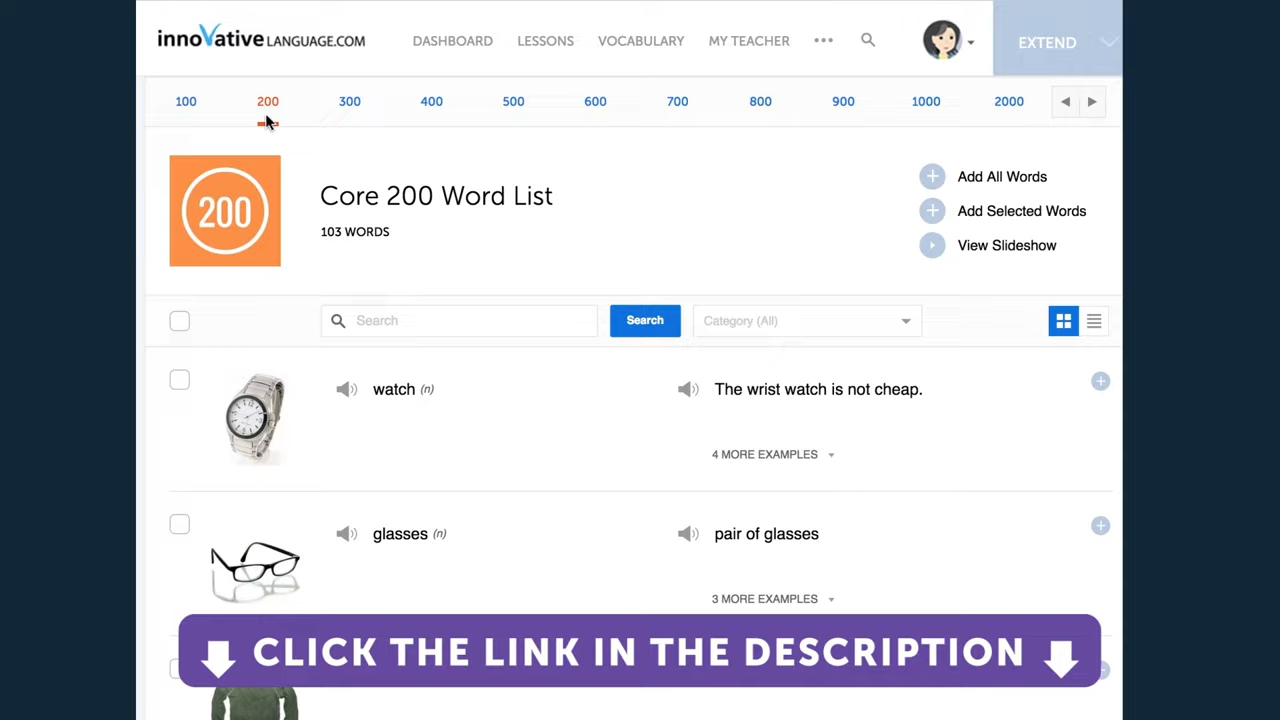 innoVative LANGUAGE.COM DASHBOARD LESSONS VOCABULARY MY TEACHER ••• EXTEND
100 200 300 400 500 600 700 800 900 1000 2000
200
Core 200 Word List
103 WORDS
Add All Words
Add Selected Words
View Slideshow
Search Search Category (All)
watch (n) The wrist watch is not cheap.
4 MORE EXAMPLES
glasses (n) pair of glasses
3 MORE EXAMPLES
CLICK THE LINK IN THE DESCRIPTION